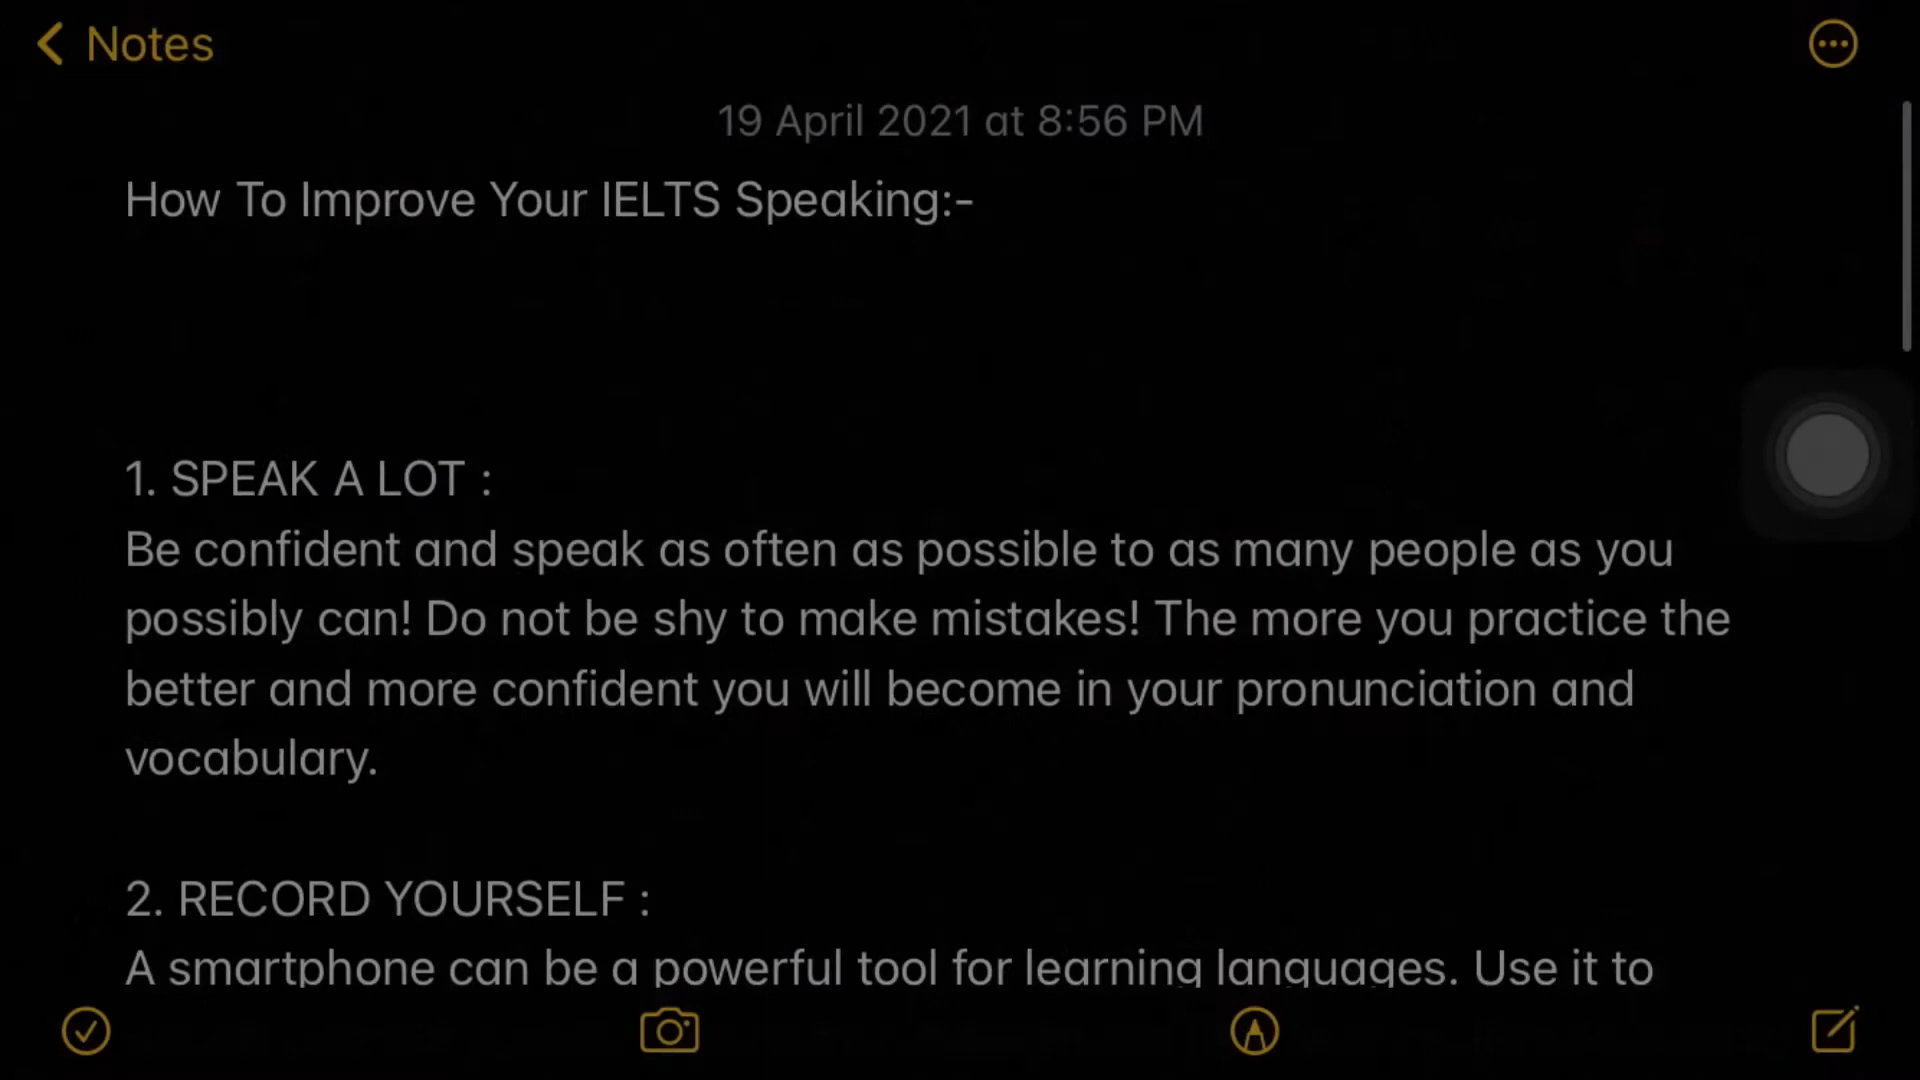 Notes
19 April 2021 at 8:56 PM
How To Improve Your IELTS Speaking:-
1. SPEAK A LOT :
Be confident and speak as often as possible to as many people as you
possibly can! Do not be shy to make mistakes! The more you practice the
better and more confident you will become in your pronunciation and
vocabulary.
2. RECORD YOURSELF :
A smartphone can be a powerful tool for learning languages. Use it to